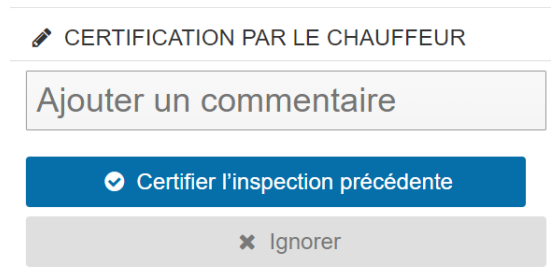 CERTIFICATION PAR LE CHAUFFEUR
Ajouter un commentaire
Certifier l’inspection précédente
Ignorer